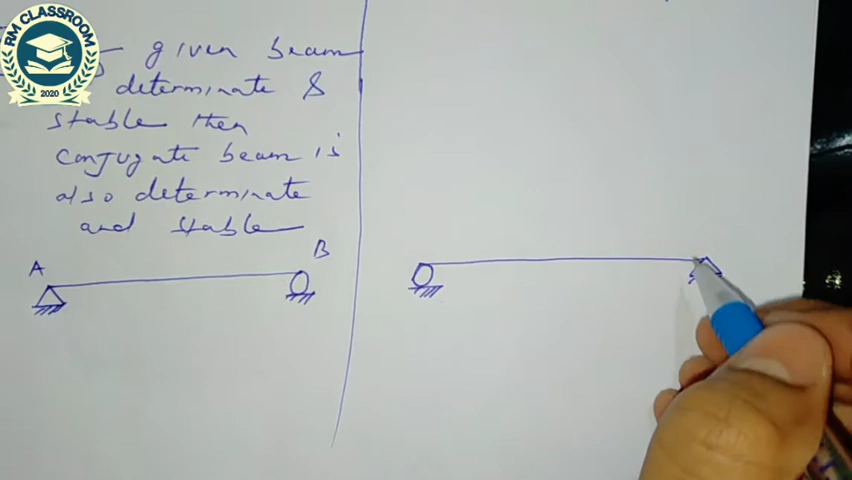 RM CLASSROOM
2020
given beam
determinate &
stable then
conjugate beam is
also determinate
and stable
A
B